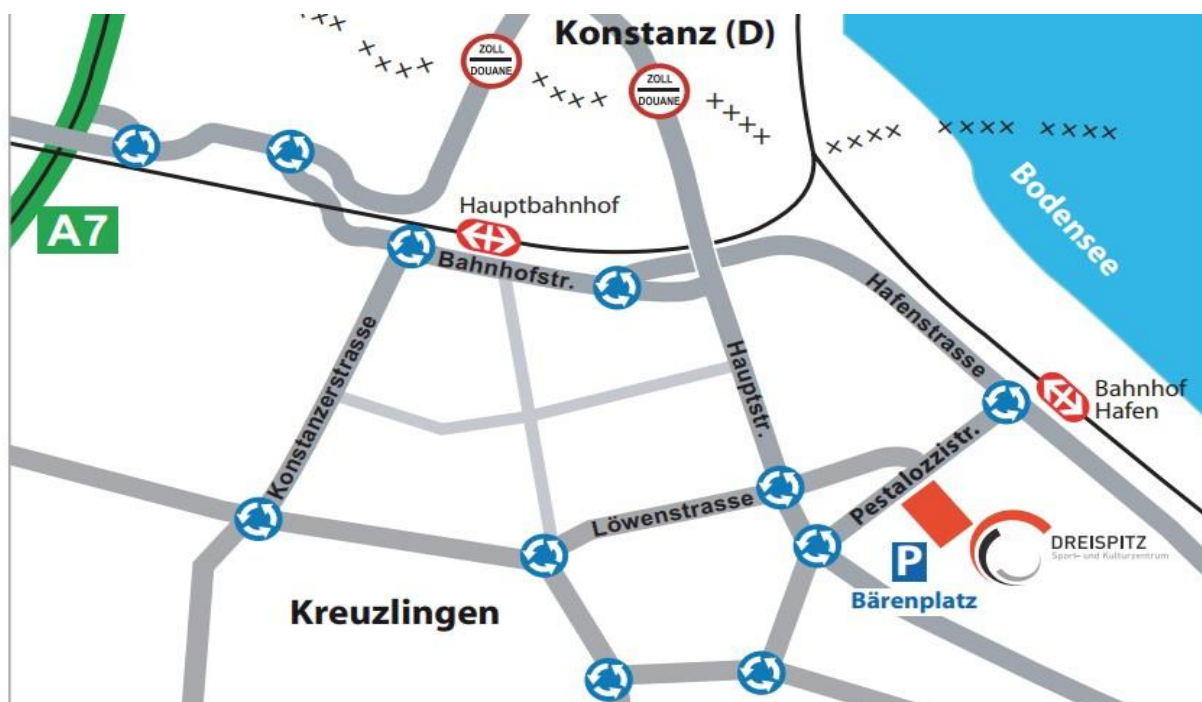 Konstanz (D)
ZOLL
DOUANE
ZOLL
DOUANE
Bodensee
A7
Hauptbahnhof
Bahnhofstr.
Hafenstrasse
Konstanzerstrasse
Hauptstr.
Bahnhof
Hafen
Pestalozzistr.
Löwenstrasse
DREISPITZ
Sport- und Kulturzentrum
P
Bärenplatz
Kreuzlingen